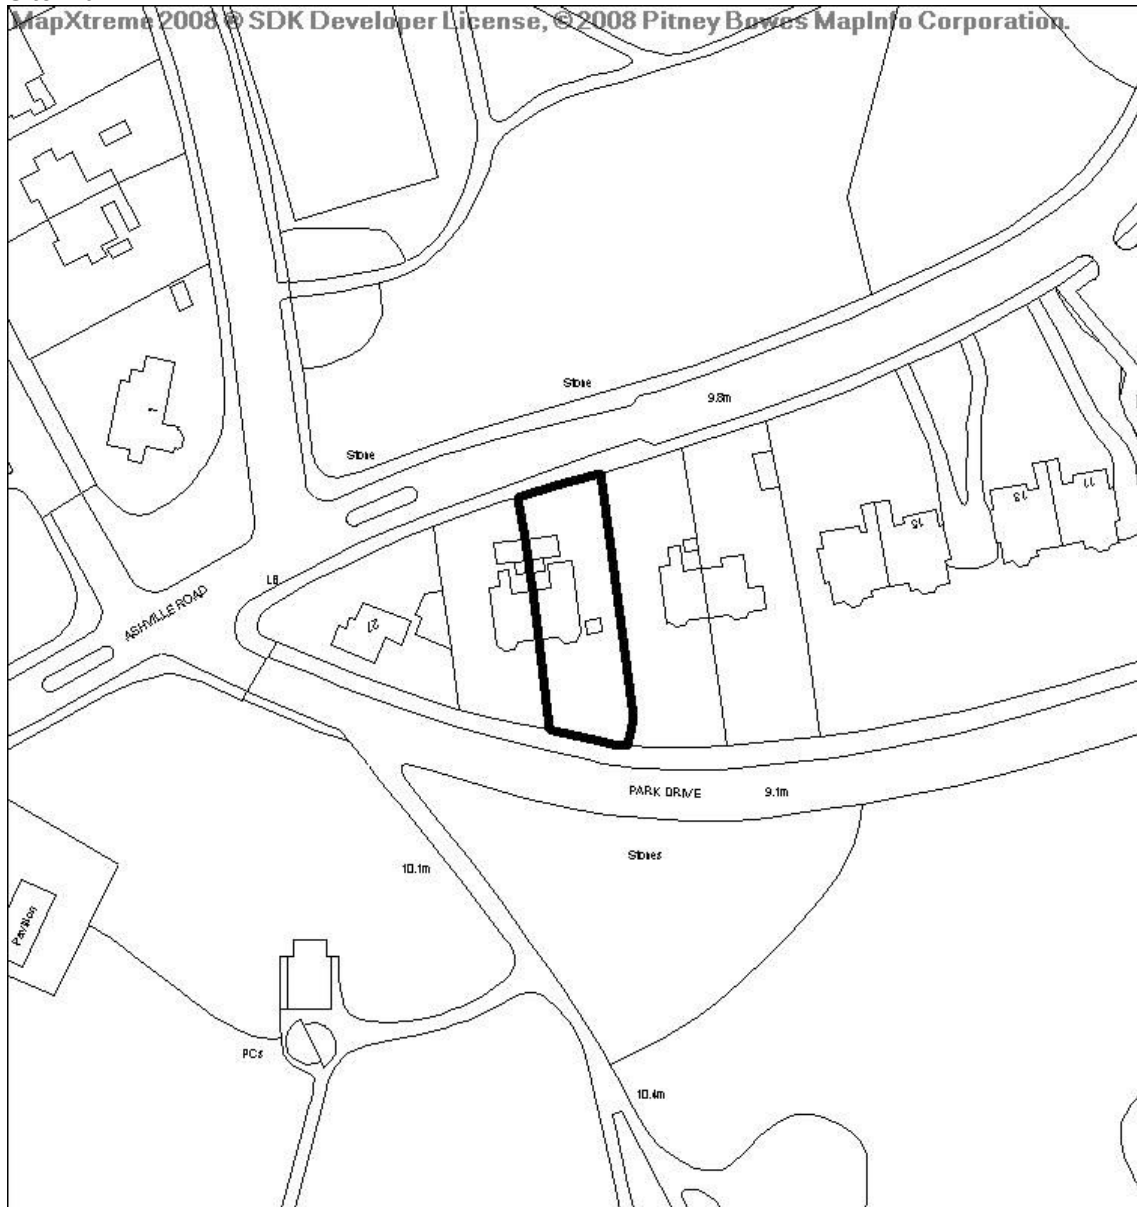 MapXtreme 2008 ® SDK Developer License, © 2008 Pitney Bowes MapInfo Corporation.
1
Stone
9.8m
Stone
11
13
15
LB
ASHVILLE ROAD
27
PARK DRIVE
9.1m
Stones
10.1m
Pavilion
PCs
10.4m